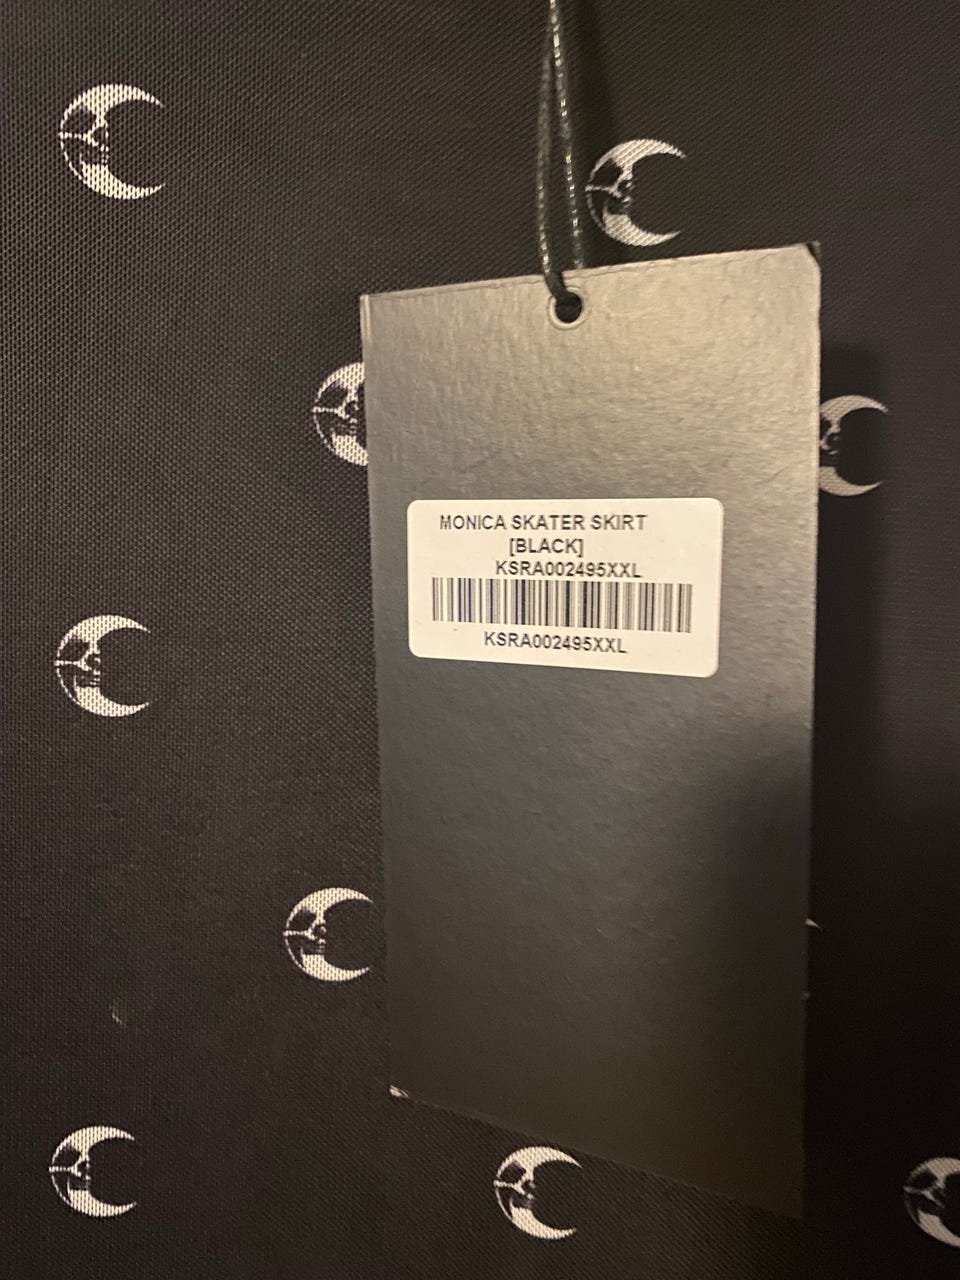 MONICA SKATER SKIRT
[BLACK]
KSRA002495XXL
KSRA002495XXL